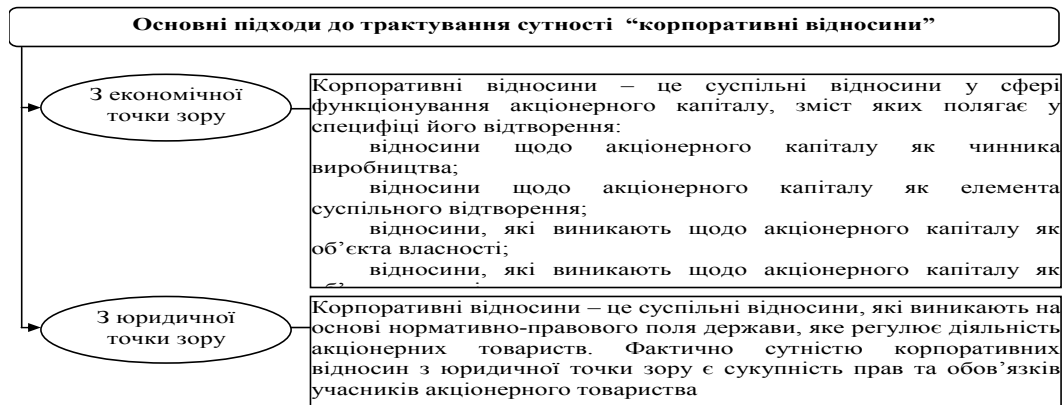 Основні підходи до трактування сутності “корпоративні відносини”
З економічної
точки зору
Корпоративні відносини – це суспільні відносини у сфері
функціонування акціонерного капіталу, зміст яких полягає у
специфіці його відтворення:
відносини щодо акціонерного капіталу як чинника
виробництва;
відносини щодо акціонерного капіталу як елемента
суспільного відтворення;
відносини, які виникають щодо акціонерного капіталу як
об’єкта власності;
відносини, які виникають щодо акціонерного капіталу як
З юридичної
точки зору
Корпоративні відносини – це суспільні відносини, які виникають на
основі нормативно-правового поля держави, яке регулює діяльність
акціонерних товариств. Фактично сутністю корпоративних
відносин з юридичної точки зору є сукупність прав та обов’язків
учасників акціонерного товариства